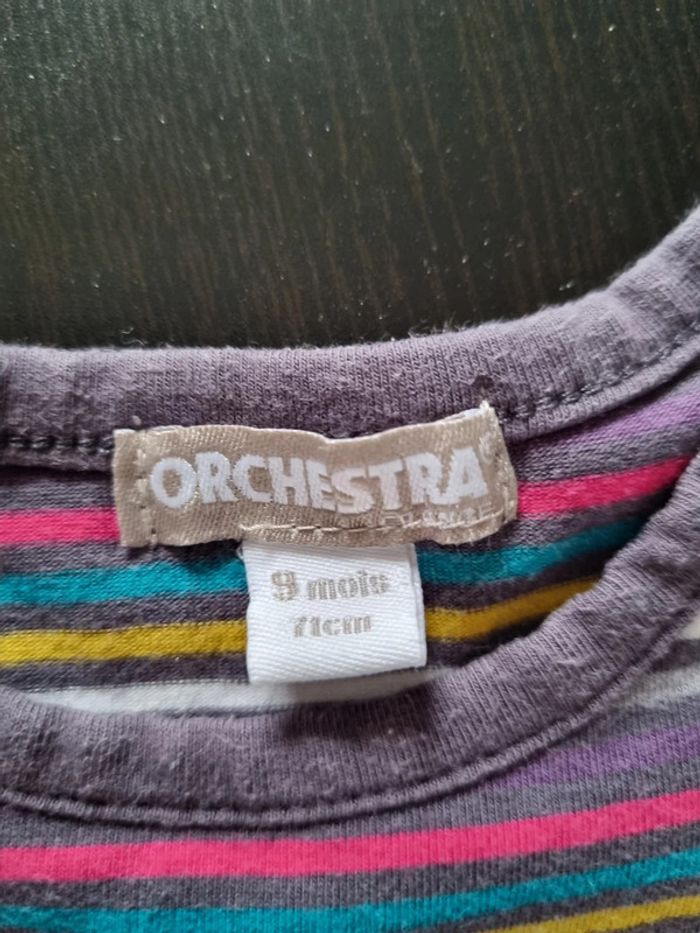 ORCHESTRA
9 mois
71cm